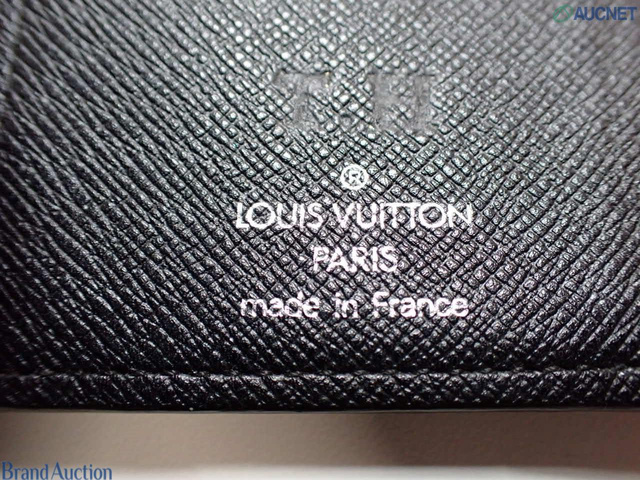 AUCNET
T.H
®
LOUIS VUITTON
PARIS
made in France
Brand Auction